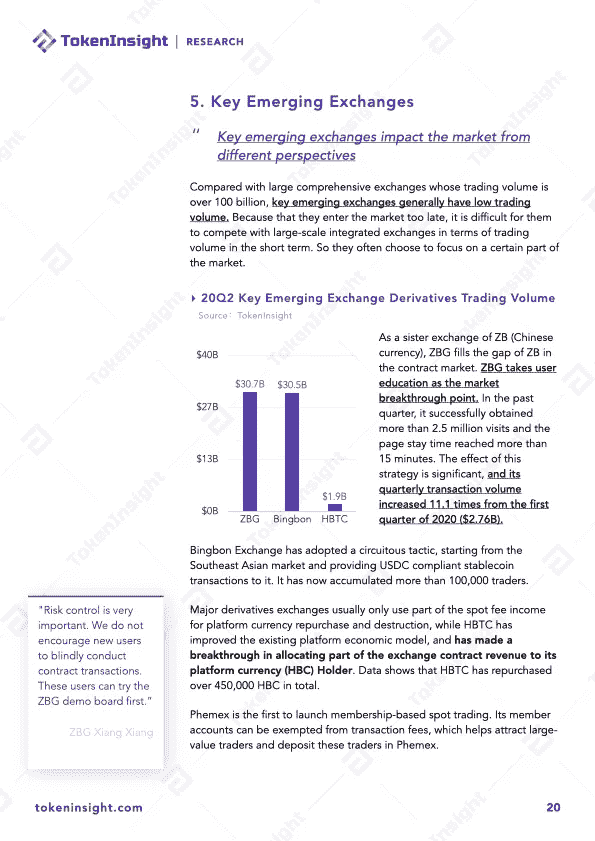 TokenInsight | RESEARCH
5. Key Emerging Exchanges
“ Key emerging exchanges impact the market from
different perspectives
Compared with large comprehensive exchanges whose trading volume is
over 100 billion, key emerging exchanges generally have low trading
volume. Because that they enter the market too late, it is difficult for them
to compete with large-scale integrated exchanges in terms of trading
volume in the short term. So they often choose to focus on a certain part of
the market.
20Q2 Key Emerging Exchange Derivatives Trading Volume
Source： TokenInsight
$40B
$27B
$13B
$0B
$30.7B
$30.5B
$1.9B
ZBG Bingbon HBTC
As a sister exchange of ZB (Chinese
currency), ZBG fills the gap of ZB in
the contract market. ZBG takes user
education as the market
breakthrough point. In the past
quarter, it successfully obtained
more than 2.5 million visits and the
page stay time reached more than
15 minutes. The effect of this
strategy is significant, and its
quarterly transaction volume
increased 11.1 times from the first
quarter of 2020 ($2.76B).
Bingbon Exchange has adopted a circuitous tactic, starting from the
Southeast Asian market and providing USDC compliant stablecoin
transactions to it. It has now accumulated more than 100,000 traders.
"Risk control is very
important. We do not
encourage new users
to blindly conduct
contract transactions.
These users can try the
ZBG demo board first.”
ZBG Xiang Xiang
Major derivatives exchanges usually only use part of the spot fee income
for platform currency repurchase and destruction, while HBTC has
improved the existing platform economic model, and has made a
breakthrough in allocating part of the exchange contract revenue to its
platform currency (HBC) Holder. Data shows that HBTC has repurchased
over 450,000 HBC in total.
Phemex is the first to launch membership-based spot trading. Its member
accounts can be exempted from transaction fees, which helps attract large-
value traders and deposit these traders in Phemex.
tokeninsight.com
20